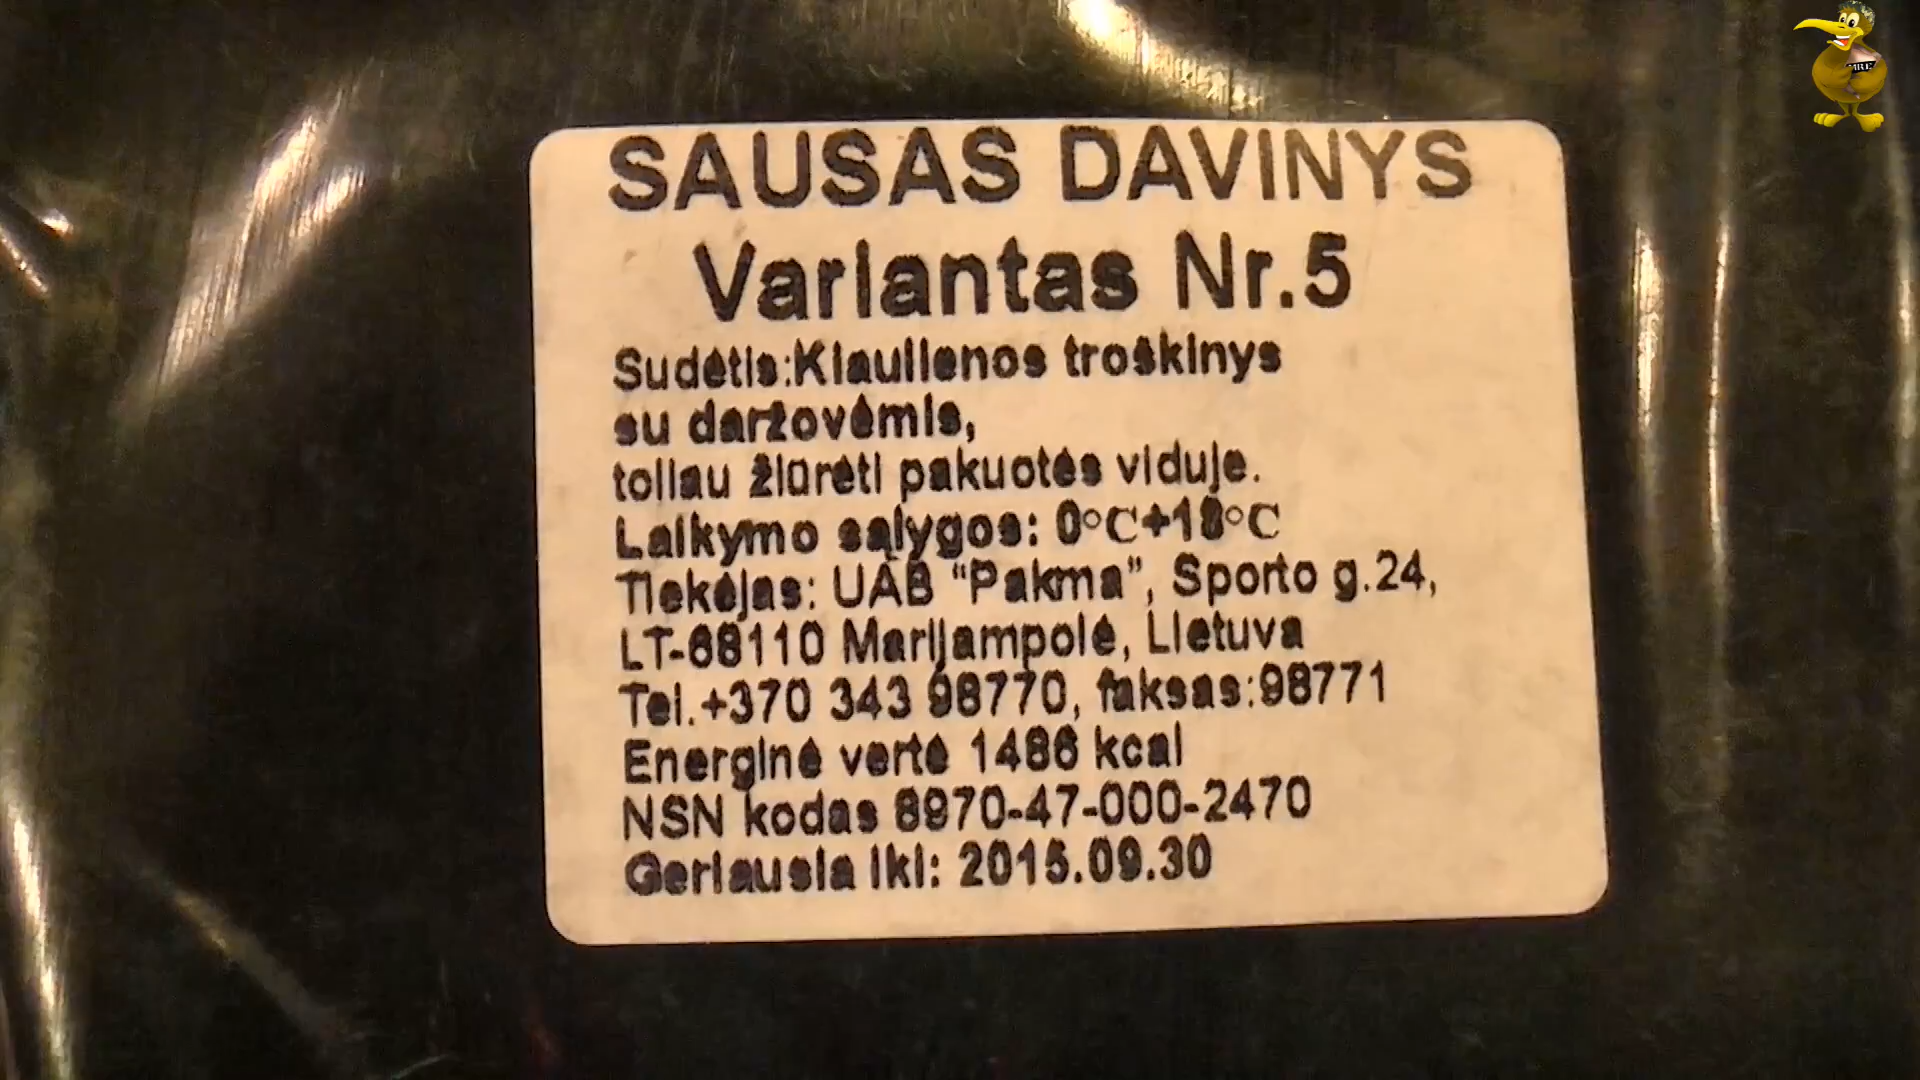 SAUSAS DAVINYS
Variantas Nr.5
Sudėtis:Kiaulienos troškinys
su daržovėmis,
toliau žiūrėti pakuotės viduje.
Laikymo sąlygos: 0°C+18°C
Tiekėjas: UAB “Pakma”, Sporto g.24,
LT-68110 Marijampolė, Lietuva
Tel.+370 343 98770, faksas:98771
Energinė vertė 1486 kcal
NSN kodas 8970-47-000-2470
Geriausia iki: 2015.09.30
MRE